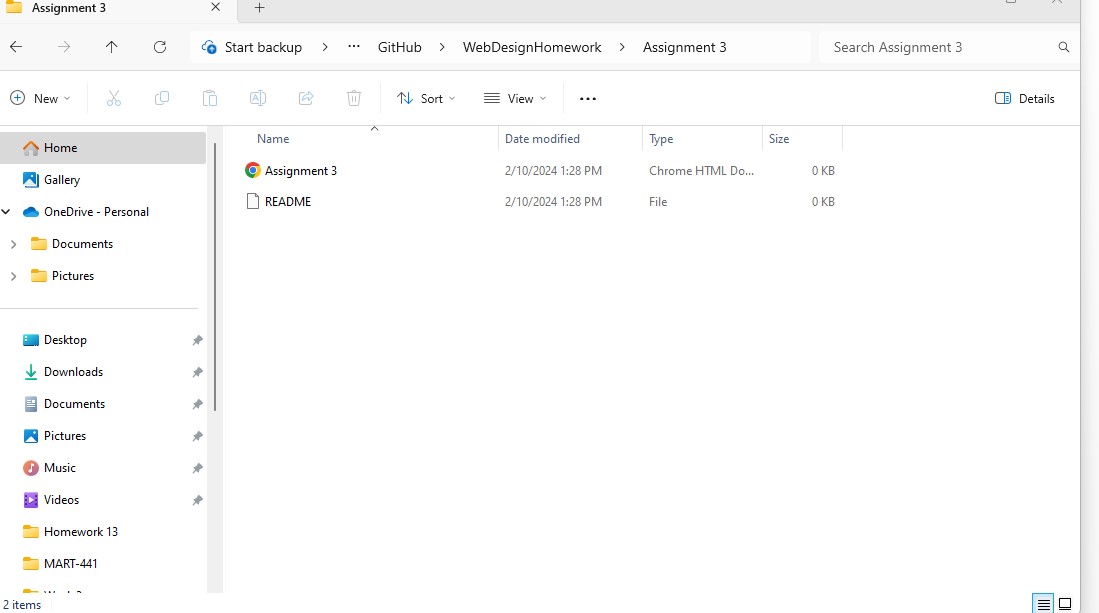 Assignment 3
Start backup > ... GitHub > WebDesignHomework > Assignment 3
Search Assignment 3
New
Sort
View
Details
Name
Date modified
Type
Size
Assignment 3
2/10/2024 1:28 PM
Chrome HTML Do...
0 KB
README
2/10/2024 1:28 PM
File
0 KB
Home
Gallery
OneDrive - Personal
Documents
Pictures
Desktop
Downloads
Documents
Pictures
Music
Videos
Homework 13
MART-441
2 items